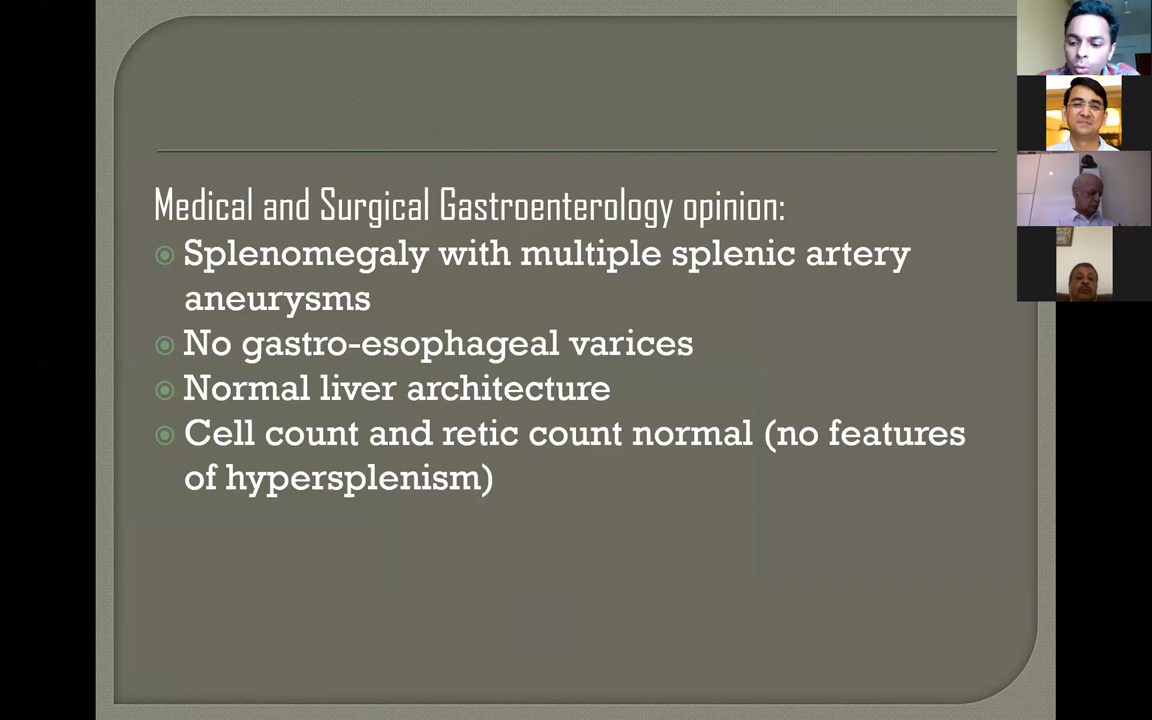 Medical and Surgical Gastroenterology opinion:
Splenomegaly with multiple splenic artery
aneurysms
No gastro-esophageal varices
Normal liver architecture
Cell count and retic count normal (no features
of hypersplenism)